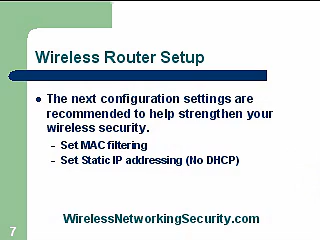 Wireless Router Setup
The next configuration settings are
recommended to help strengthen your
wireless security.
- Set MAC filtering
- Set Static IP addressing (No DHCP)
WirelessNetworkingSecurity.com
7